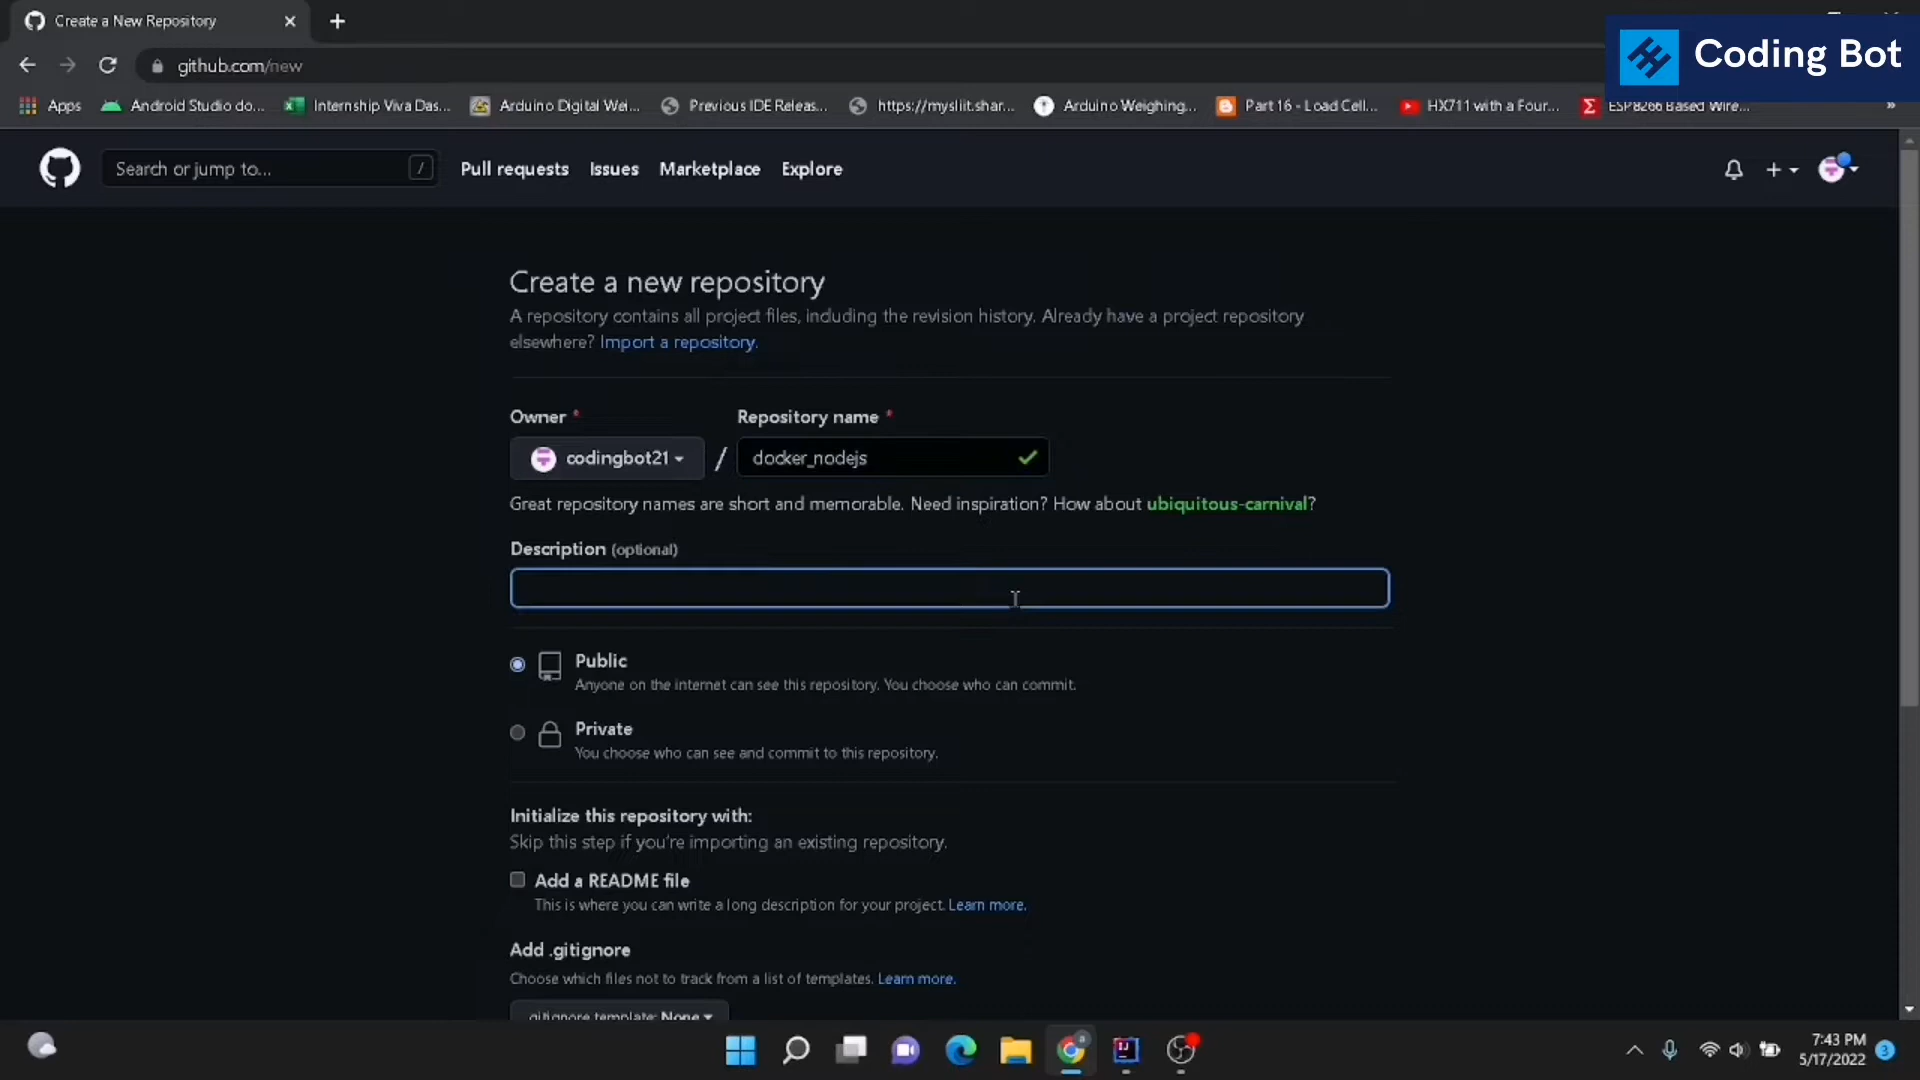 Create a New Repository
github.com/new
Coding Bot
Apps Android Studio do... Internship Viva Das... Arduino Digital Wei... Previous IDE Releas... https://mysliit.shar... Arduino Weighing... Part 16 - Load Cell... HX711 with a Four... ESP8266 Based Wire... »
Search or jump to... / Pull requests Issues Marketplace Explore
Create a new repository
A repository contains all project files, including the revision history. Already have a project repository
elsewhere? Import a repository.
Owner * Repository name *
codingbot21 / docker_nodejs
Great repository names are short and memorable. Need inspiration? How about ubiquitous-carnival?
Description (optional)
Public
Anyone on the internet can see this repository. You choose who can commit.
Private
You choose who can see and commit to this repository.
Initialize this repository with:
Skip this step if you're importing an existing repository.
Add a README file
This is where you can write a long description for your project. Learn more.
Add .gitignore
Choose which files not to track from a list of templates. Learn more.
.gitignore template: None
7:43 PM
5/17/2022 3